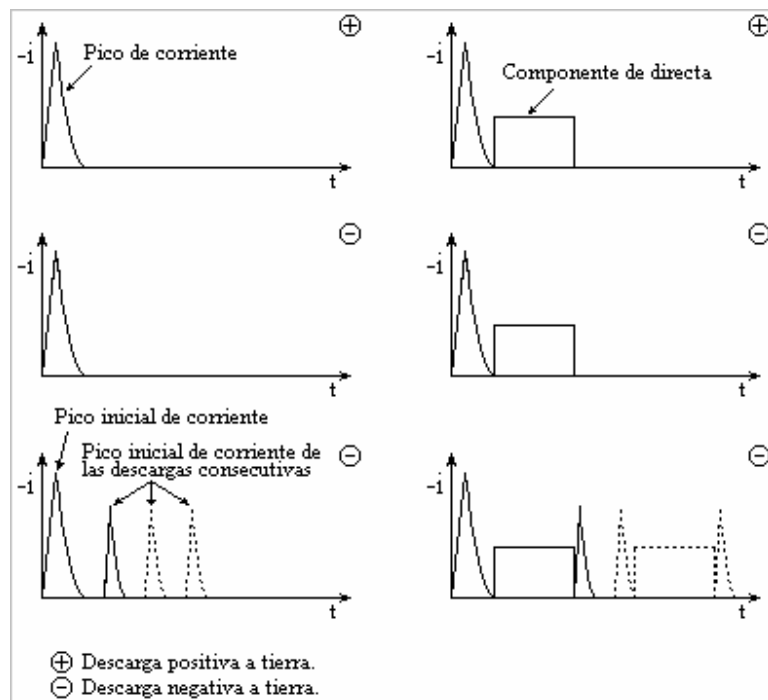 ⊕
-i
Pico de corriente
t
⊕
-i
Componente de directa
t
⊖
-i
t
⊖
-i
t
Pico inicial de corriente
Pico inicial de corriente de
las descargas consecutivas
⊖
-i
t
⊖
-i
t
⊕ Descarga positiva a tierra.
⊖ Descarga negativa a tierra.